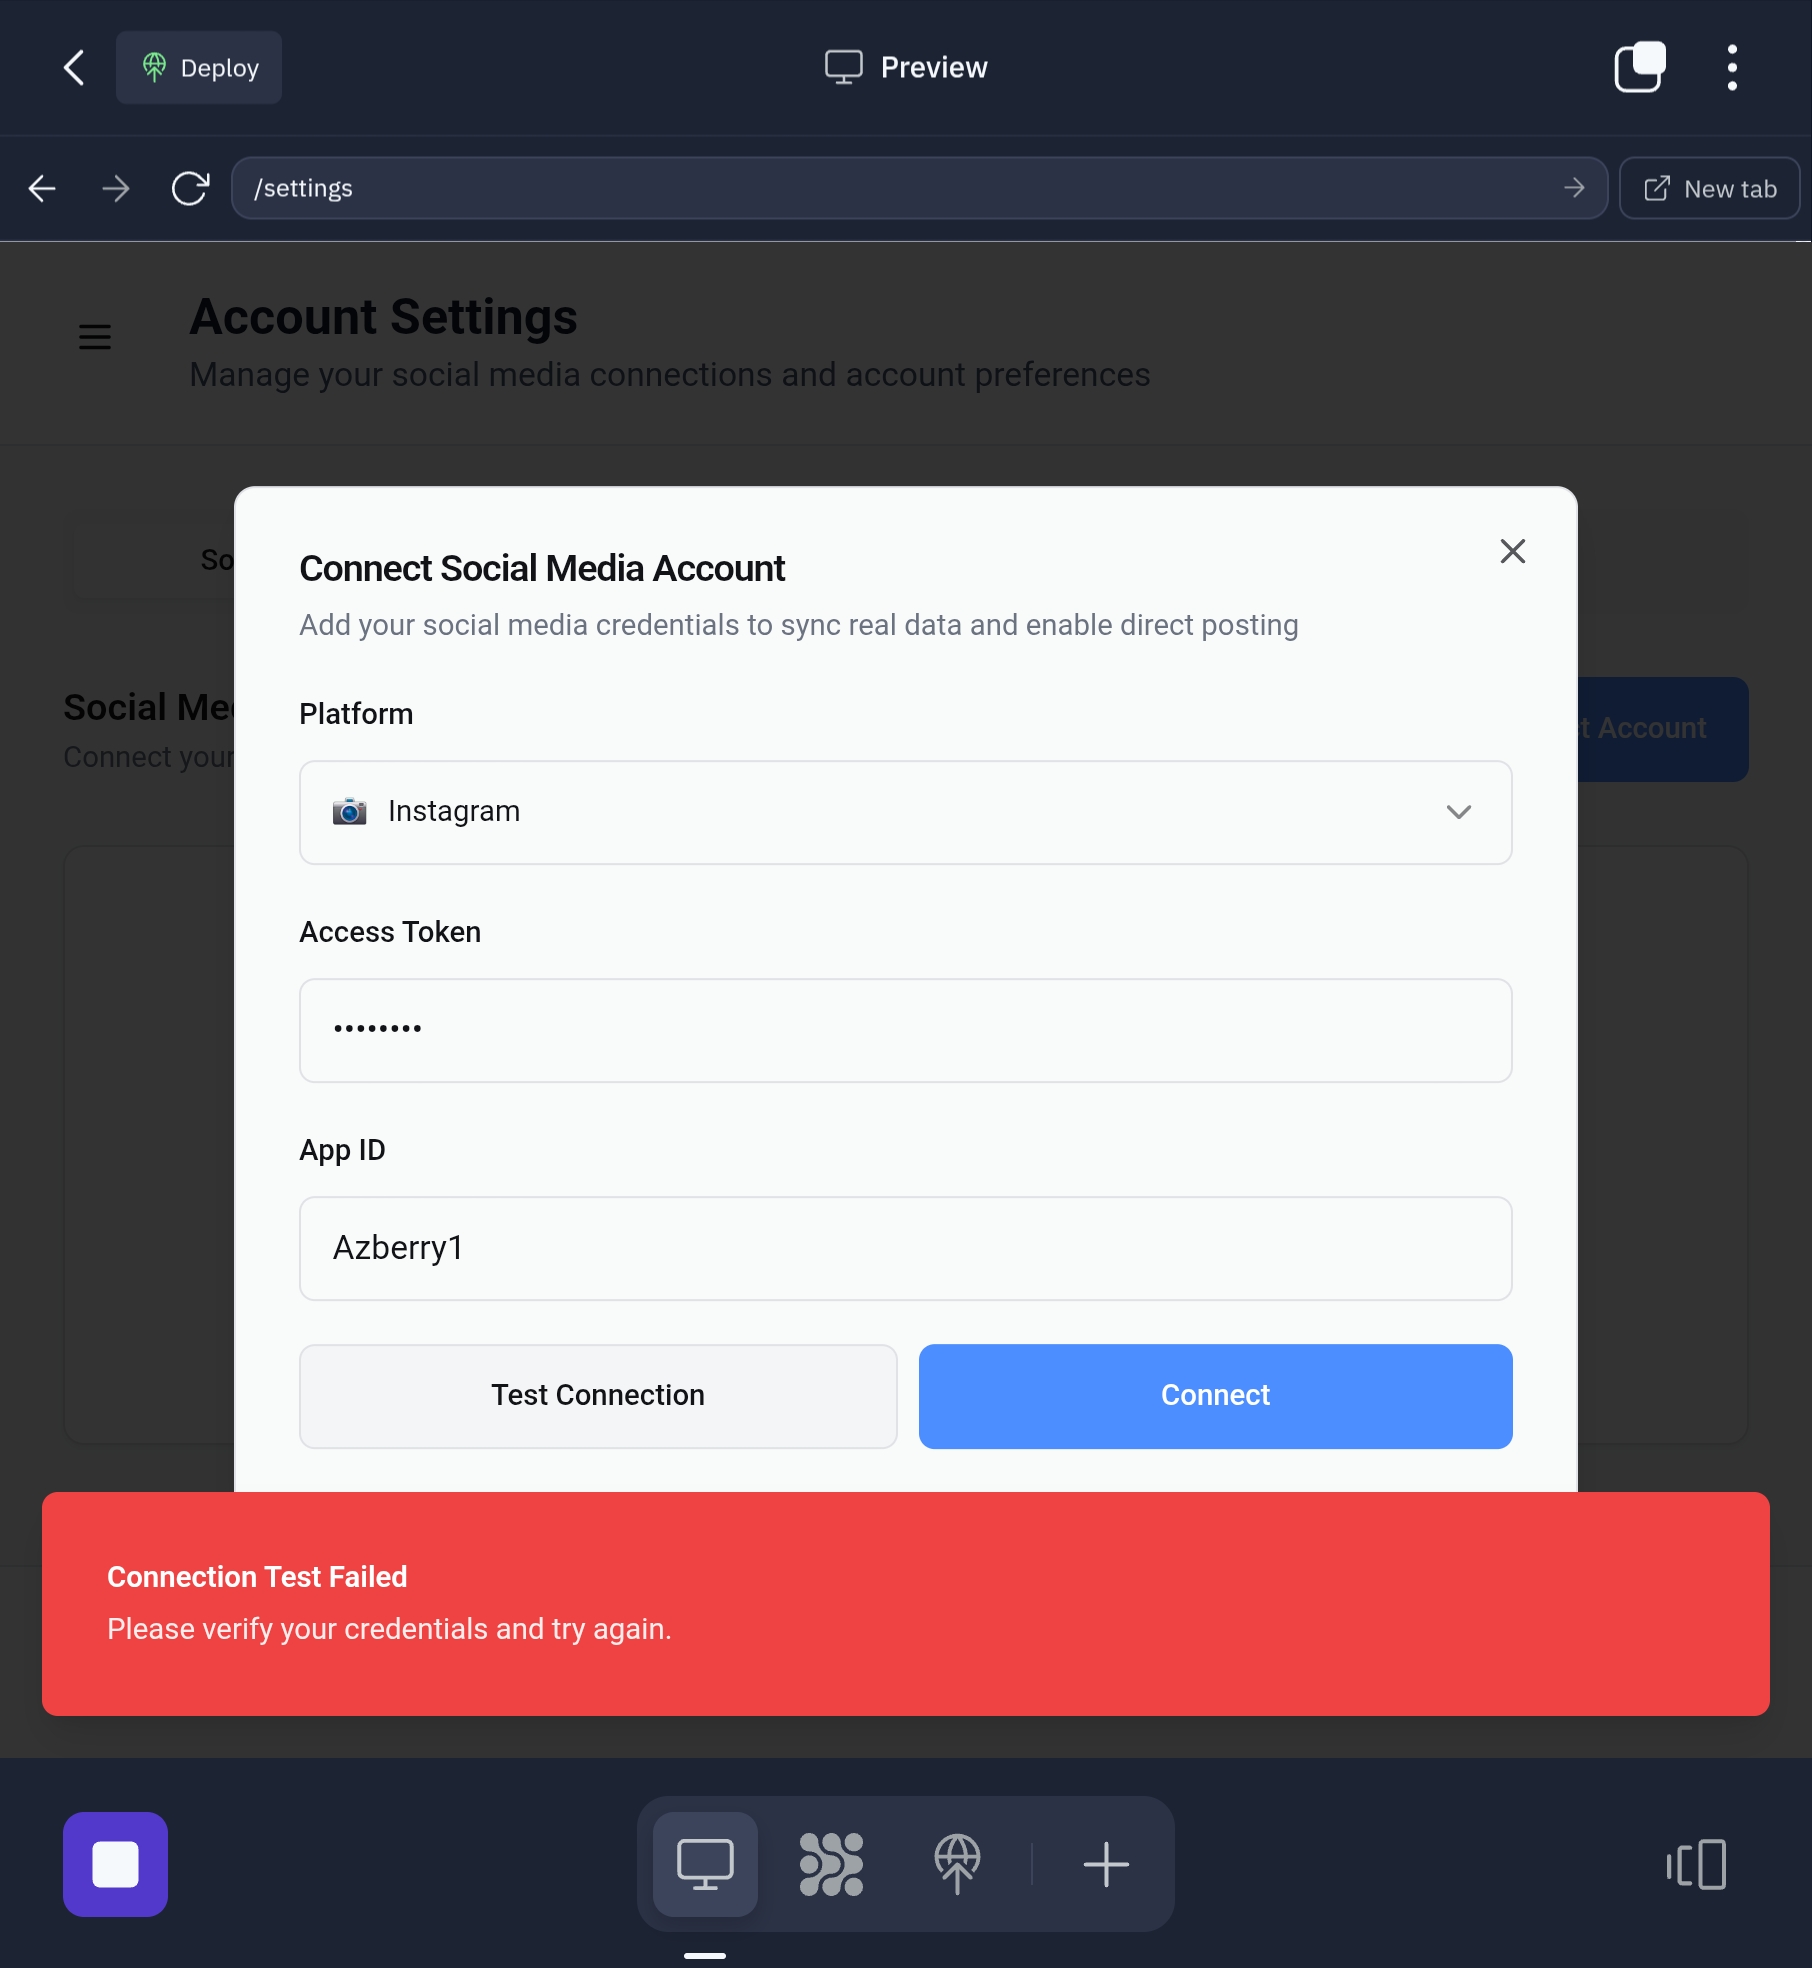 Deploy
Preview
/settings
New tab
Account Settings
Manage your social media connections and account preferences
Connect Social Media Account
Add your social media credentials to sync real data and enable direct posting
Platform
Social
Connect your
Account
Instagram
Access Token
••••••••
App ID
Azberry1
Test Connection
Connect
Connection Test Failed
Please verify your credentials and try again.